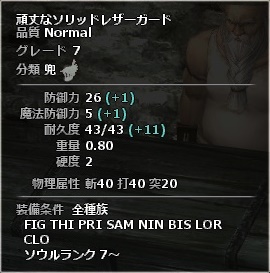 頑丈なソリッドレザーガード
品質 Normal
グレード 7
分類 兜
防御力 26 (+1)
魔法防御力 5 (+1)
耐久度 43/43 (+11)
重量 0.80
硬度 2
物理属性 斬40 打40 突20
装備条件 全種族
FIG THI PRI SAM NIN BIS LOR
CLO
ソウルランク 7～